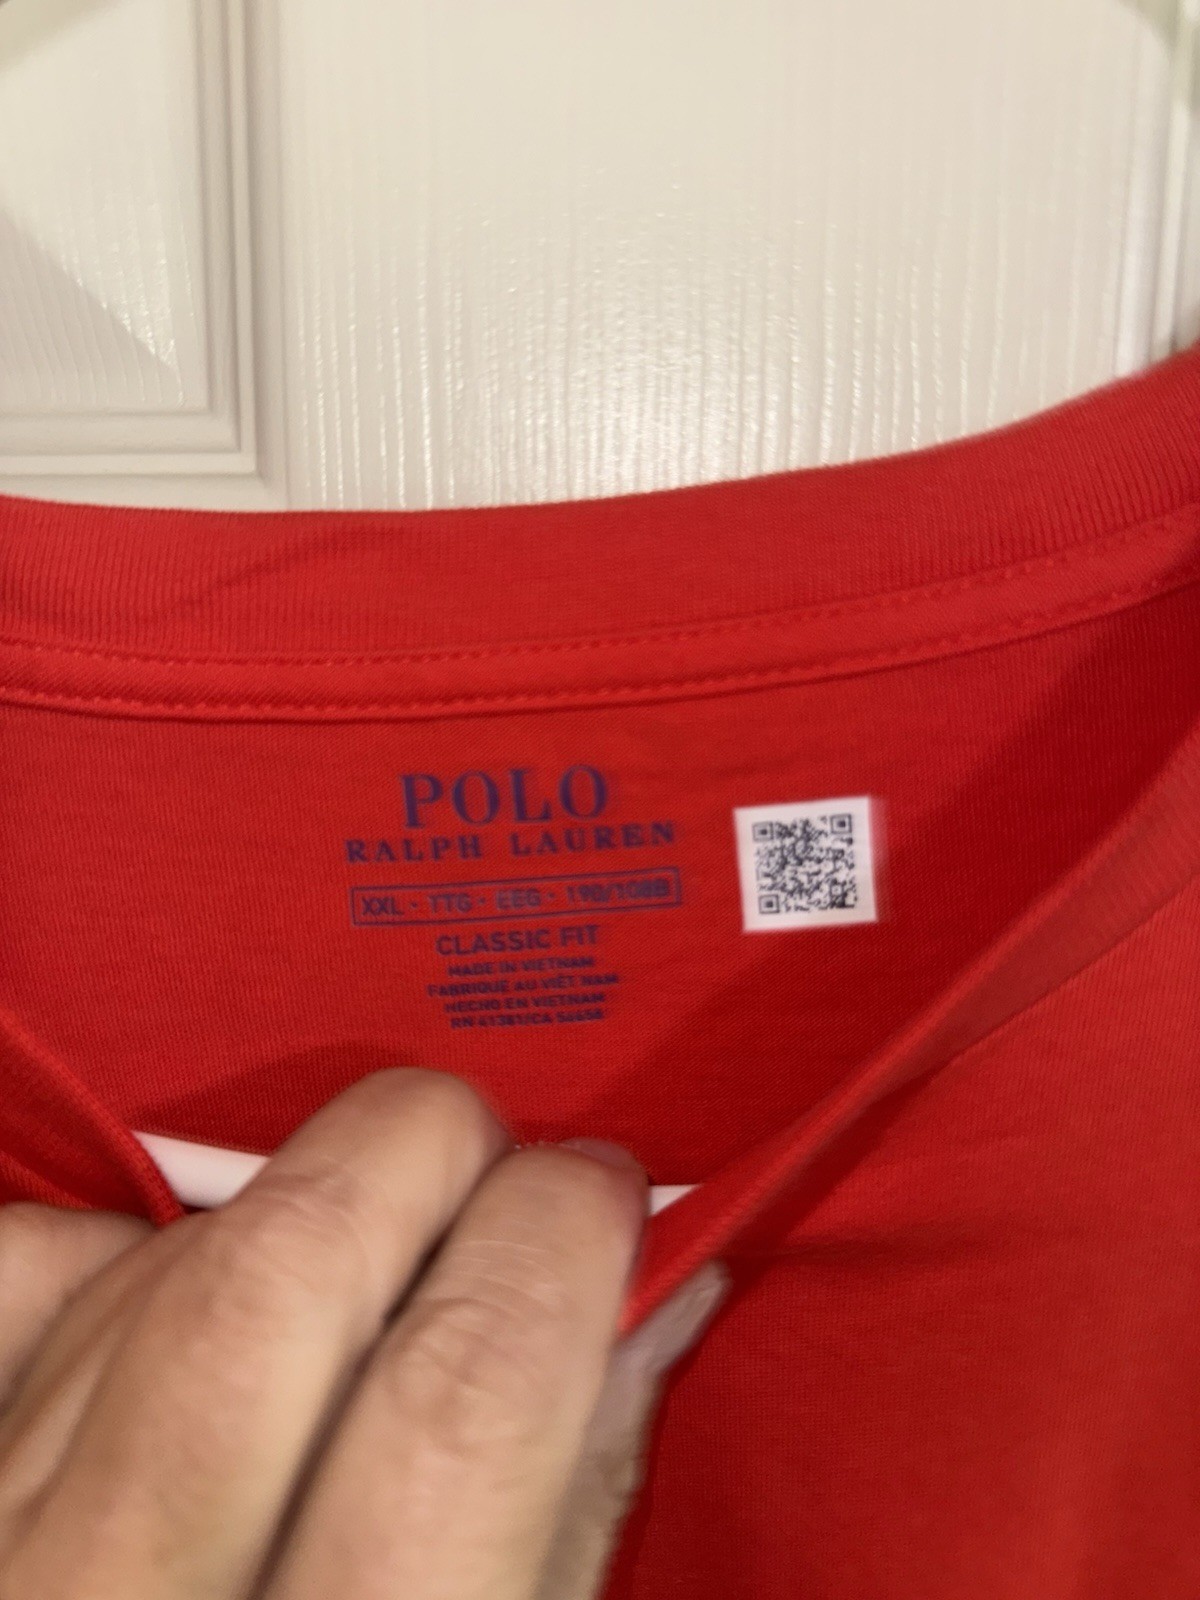 POLO
RALPH LAUREN
XXL • TTG • EEG • 190/108B
CLASSIC FIT
MADE IN VIETNAM
FABRIQUÉ AU VIÊT NAM
HECHO EN VIETNAM
RN 41381/CA 56658